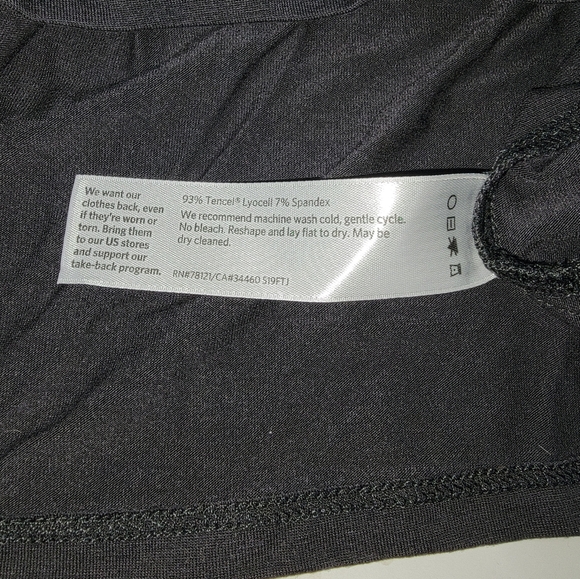 We want our
clothes back, even
if they're worn or
torn. Bring them
to our US stores
and support our
take-back program.
93% Tencel® Lyocell 7% Spandex
We recommend machine wash cold, gentle cycle.
No bleach. Reshape and lay flat to dry. May be
dry cleaned.
RN#78121/CA#34460 S19FTJ